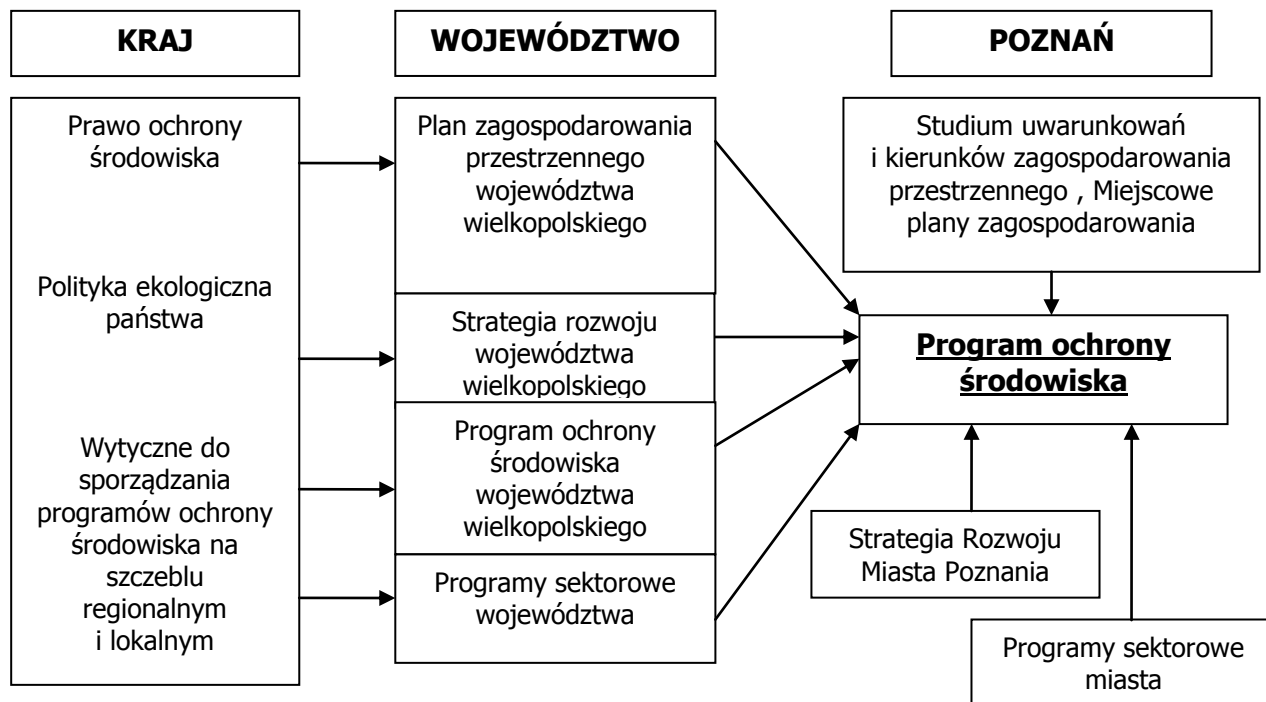 KRAJ
WOJEWÓDZTWO
POZNAŃ
Prawo ochrony
środowiska
Polityka ekologiczna
państwa
Wytyczne do
sporządzania
programów ochrony
środowiska na
szczeblu
regionalnym
i lokalnym
Plan zagospodarowania
przestrzennego
województwa
wielkopolskiego
Strategia rozwoju
województwa
wielkopolskiego
Program ochrony
środowiska
województwa
wielkopolskiego
Programy sektorowe
województwa
Studium uwarunkowań
i kierunków zagospodarowania
przestrzennego , Miejscowe
plany zagospodarowania
Program ochrony
środowiska
Strategia Rozwoju
Miasta Poznania
Programy sektorowe
miasta